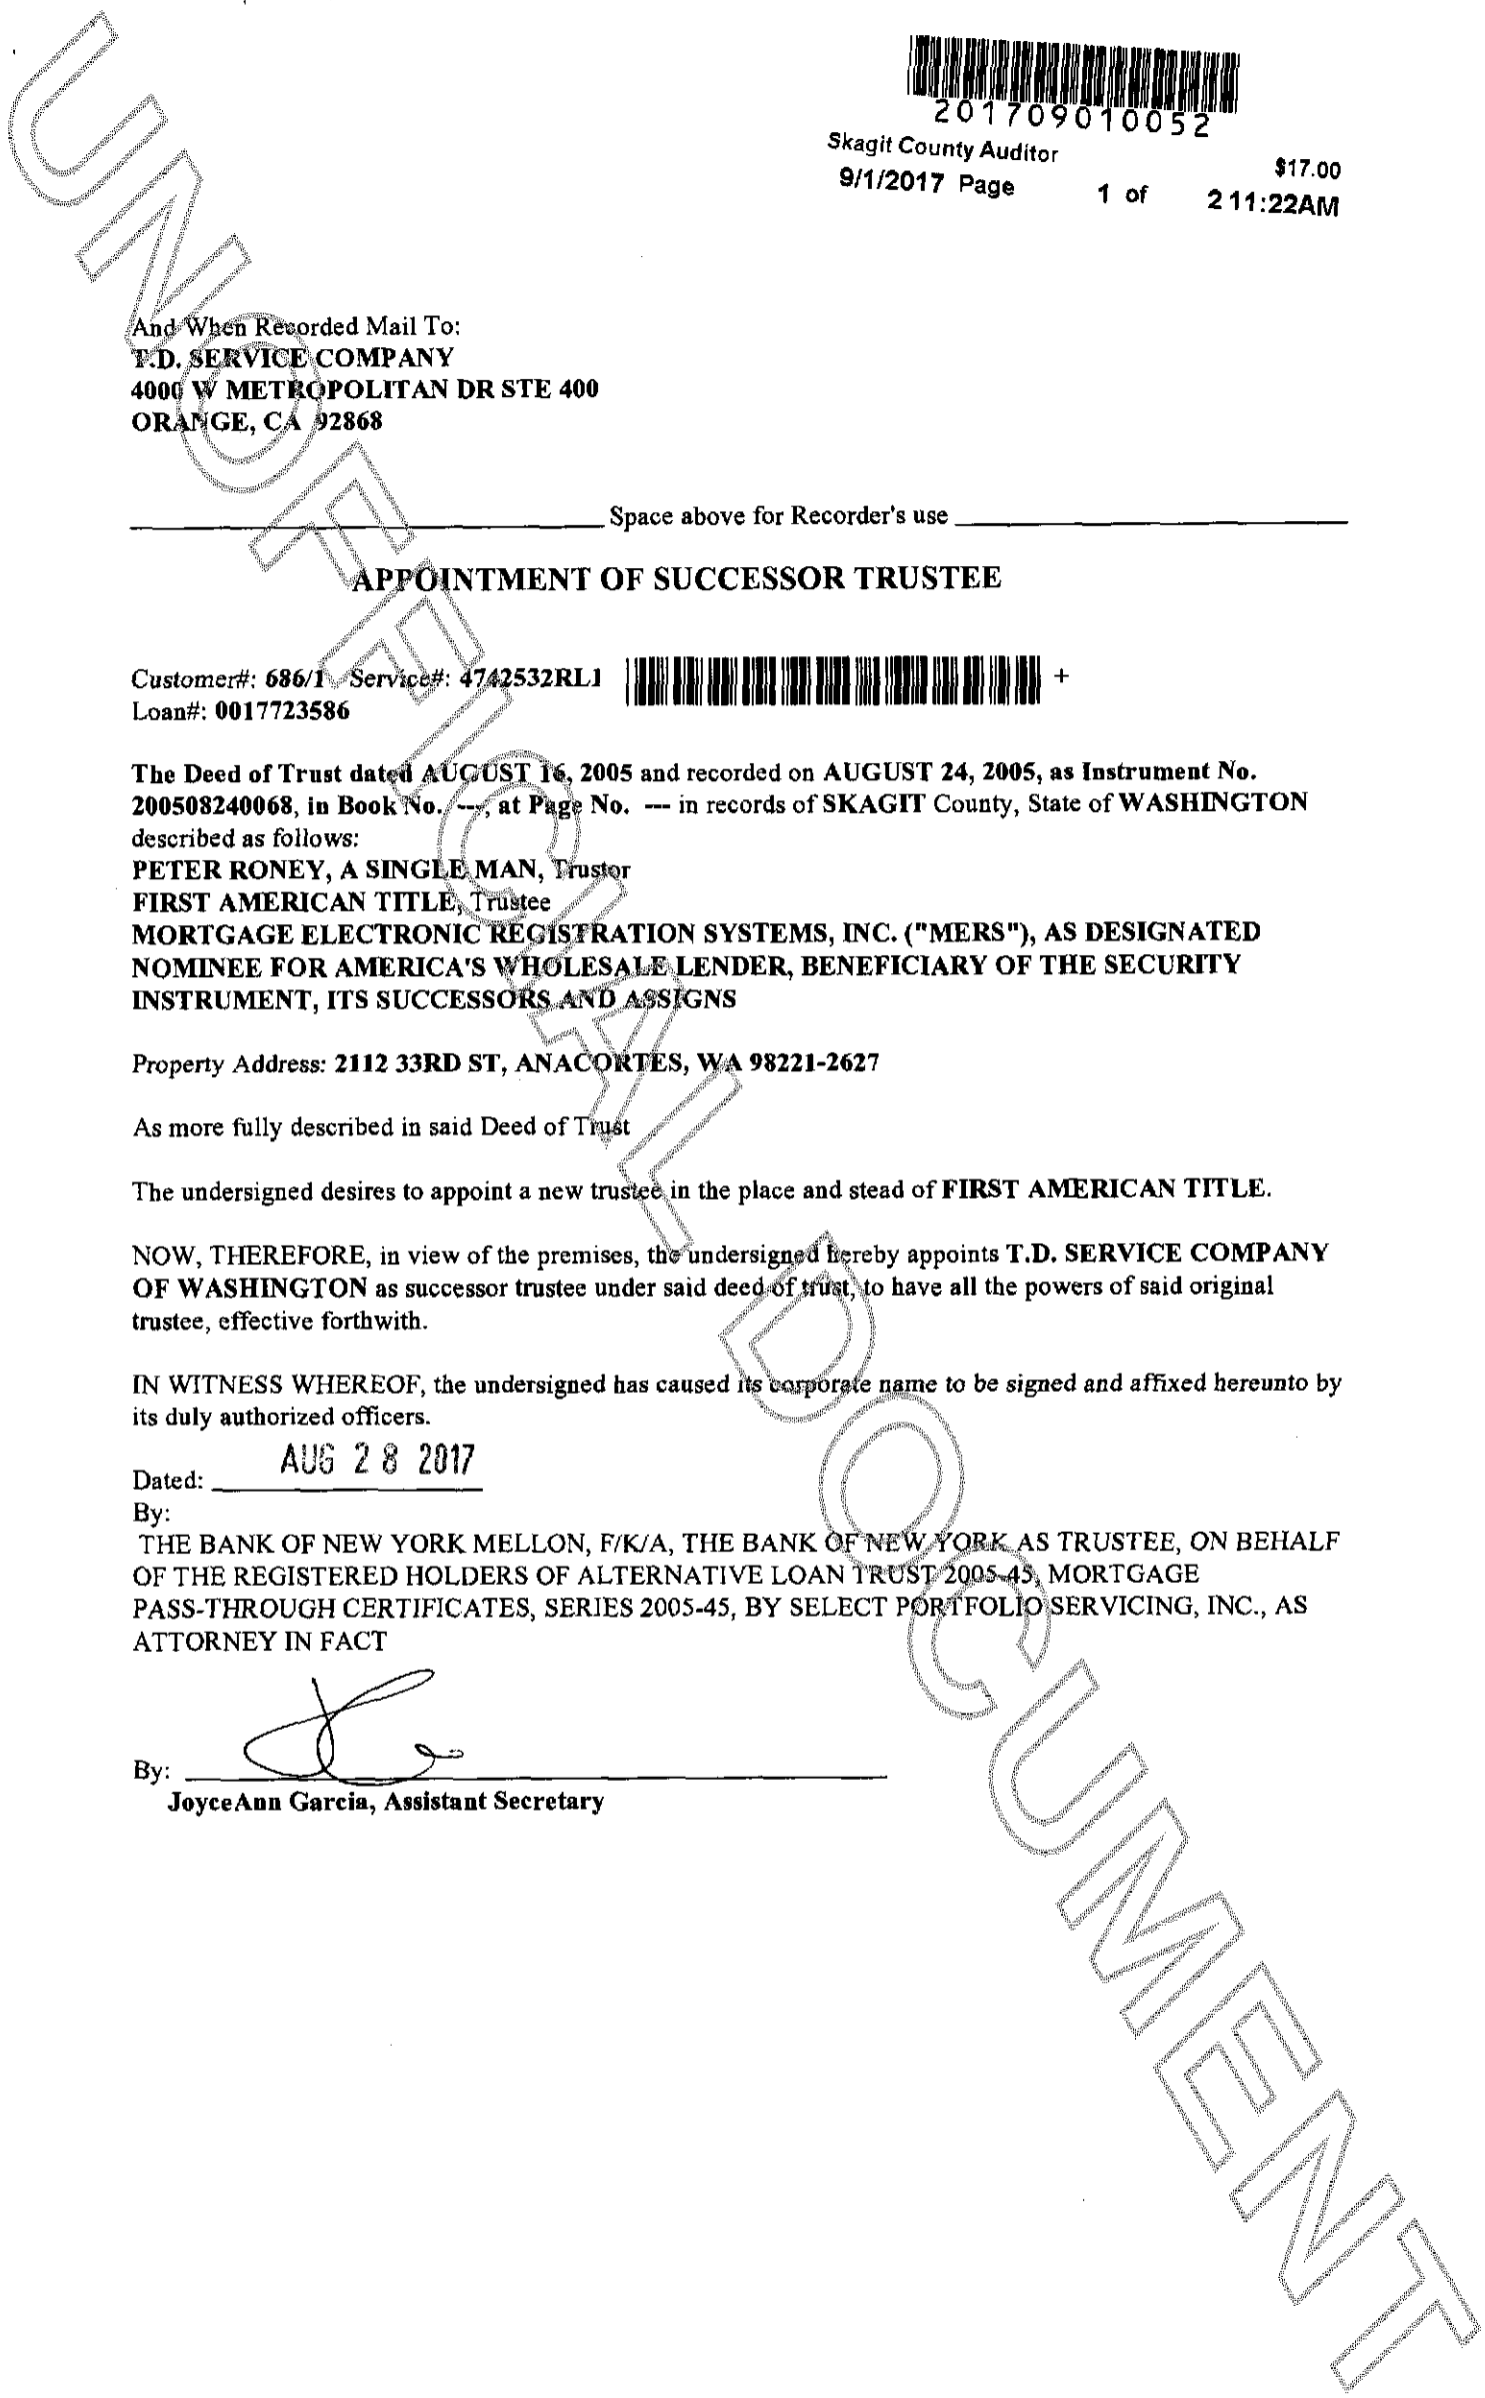 201709010052
Skagit County Auditor
$17.00
9/1/2017 Page 1 of 2 11:22AM
And When Recorded Mail To:
T.D. SERVICE COMPANY
4000 W METROPOLITAN DR STE 400
ORANGE, CA 92868
Space above for Recorder's use
APPOINTMENT OF SUCCESSOR TRUSTEE
Customer#: 686/1 Service#: 4742532RL1 +
Loan#: 0017723586
The Deed of Trust dated AUGUST 16, 2005 and recorded on AUGUST 24, 2005, as Instrument No.
200508240068, in Book No. ---, at Page No. --- in records of SKAGIT County, State of WASHINGTON
described as follows:
PETER RONEY, A SINGLE MAN, Trustor
FIRST AMERICAN TITLE, Trustee
MORTGAGE ELECTRONIC REGISTRATION SYSTEMS, INC. ("MERS"), AS DESIGNATED
NOMINEE FOR AMERICA'S WHOLESALE LENDER, BENEFICIARY OF THE SECURITY
INSTRUMENT, ITS SUCCESSORS AND ASSIGNS
Property Address: 2112 33RD ST, ANACORTES, WA 98221-2627
As more fully described in said Deed of Trust
The undersigned desires to appoint a new trustee in the place and stead of FIRST AMERICAN TITLE.
NOW, THEREFORE, in view of the premises, the undersigned hereby appoints T.D. SERVICE COMPANY
OF WASHINGTON as successor trustee under said deed of trust, to have all the powers of said original
trustee, effective forthwith.
IN WITNESS WHEREOF, the undersigned has caused its corporate name to be signed and affixed hereunto by
its duly authorized officers.
Dated: AUG 28 2017
By:
THE BANK OF NEW YORK MELLON, F/K/A, THE BANK OF NEW YORK AS TRUSTEE, ON BEHALF
OF THE REGISTERED HOLDERS OF ALTERNATIVE LOAN TRUST 2005-45, MORTGAGE
PASS-THROUGH CERTIFICATES, SERIES 2005-45, BY SELECT PORTFOLIO SERVICING, INC., AS
ATTORNEY IN FACT
By:
JoyceAnn Garcia, Assistant Secretary
UNOFFICIAL DOCUMENT